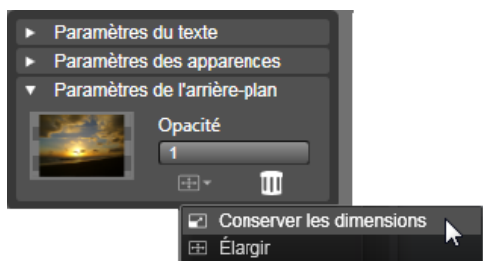 Paramètres du texte
Paramètres des apparences
Paramètres de l'arrière-plan
Opacité
1
Conserver les dimensions
Élargir